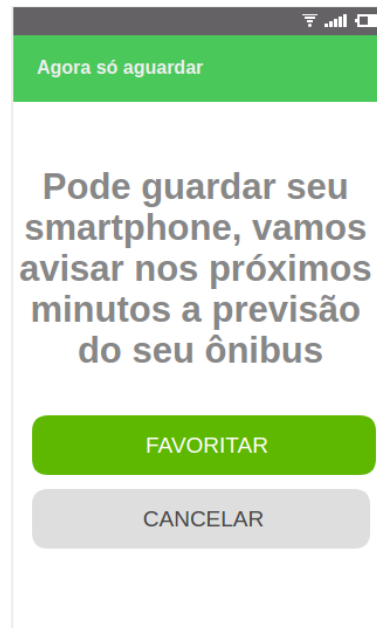 Agora só aguardar
Pode guardar seu
smartphone, vamos
avisar nos próximos
minutos a previsão
do seu ônibus
FAVORITAR
CANCELAR